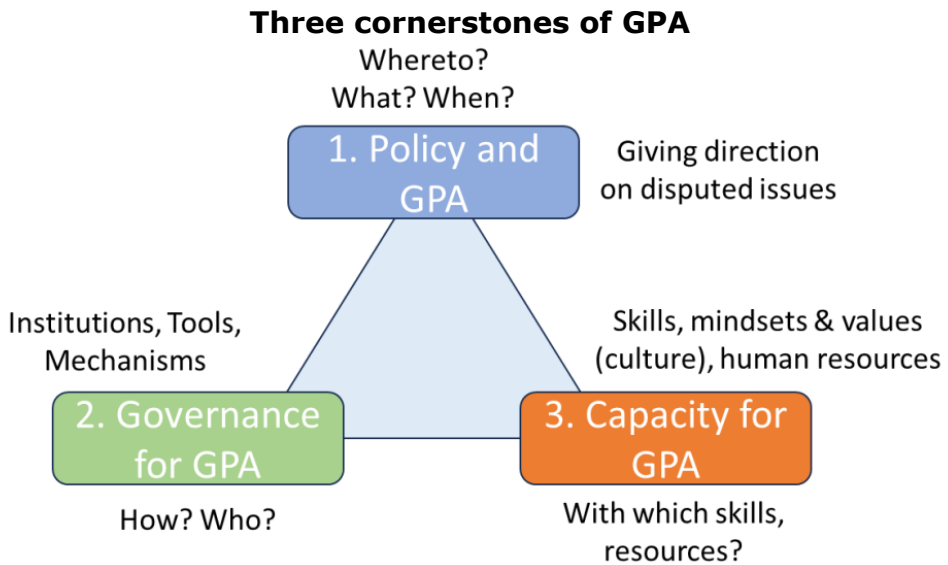 Three cornerstones of GPA
Whereto?
What? When?
1. Policy and
GPA
Giving direction
on disputed issues
Institutions, Tools,
Mechanisms
Skills, mindsets & values
(culture), human resources
2. Governance
for GPA
3. Capacity for
GPA
How? Who?
With which skills,
resources?